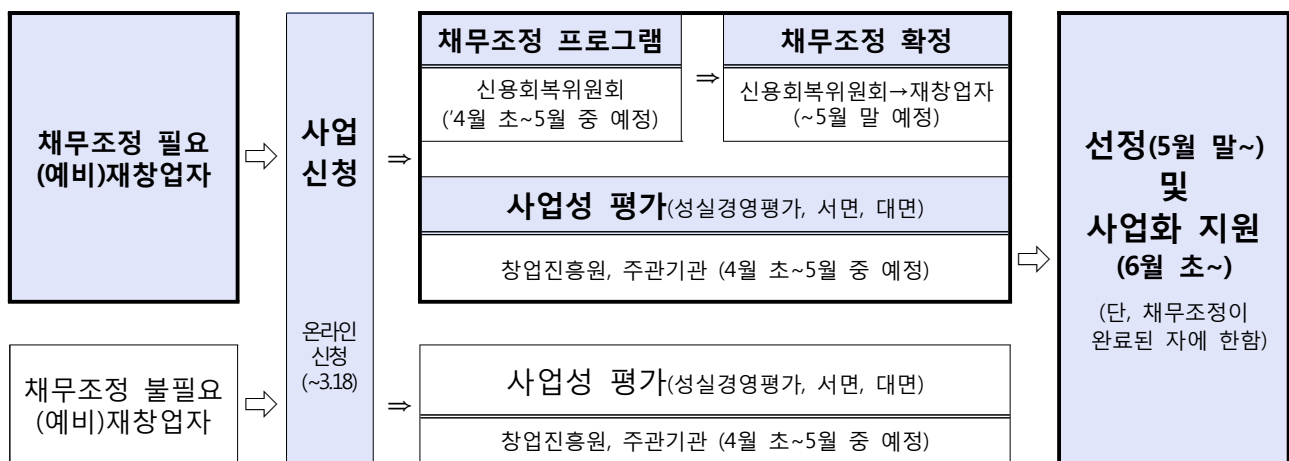 채무조정 필요
(예비)재창업자
⇨
사업
신청
온라인
신청
(~3.18)
⇒
채무조정 프로그램
신용회복위원회
(‘4월 초~5월 중 예정)
⇒
채무조정 확정
신용회복위원회→재창업자
(~5월 말 예정)
사업성 평가(성실경영평가, 서면, 대면)
창업진흥원, 주관기관 (4월 초~5월 중 예정)
⇨
선정(5월 말~)
및
사업화 지원
(6월 초~)
(단, 채무조정이
완료된 자에 한함)
채무조정 불필요
(예비)재창업자
⇨
⇒
사업성 평가(성실경영평가, 서면, 대면)
창업진흥원, 주관기관 (4월 초~5월 중 예정)